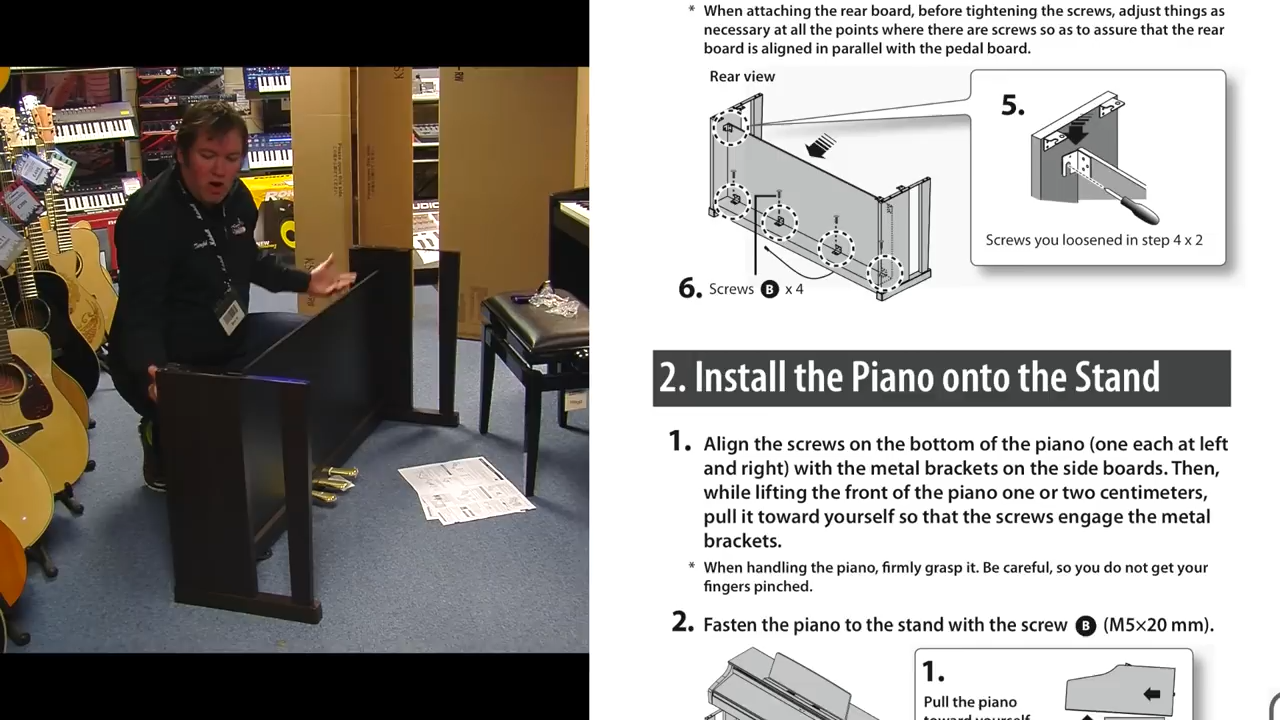 * When attaching the rear board, before tightening the screws, adjust things as
necessary at all the points where there are screws so as to assure that the rear
board is aligned in parallel with the pedal board.
Rear view
5.
Screws you loosened in step 4 x 2
6. Screws B x 4
2. Install the Piano onto the Stand
1. Align the screws on the bottom of the piano (one each at left
and right) with the metal brackets on the side boards. Then,
while lifting the front of the piano one or two centimeters,
pull it toward yourself so that the screws engage the metal
brackets.
* When handling the piano, firmly grasp it. Be careful, so you do not get your
fingers pinched.
2. Fasten the piano to the stand with the screw B (M5×20 mm).
1.
Pull the piano
toward yourself